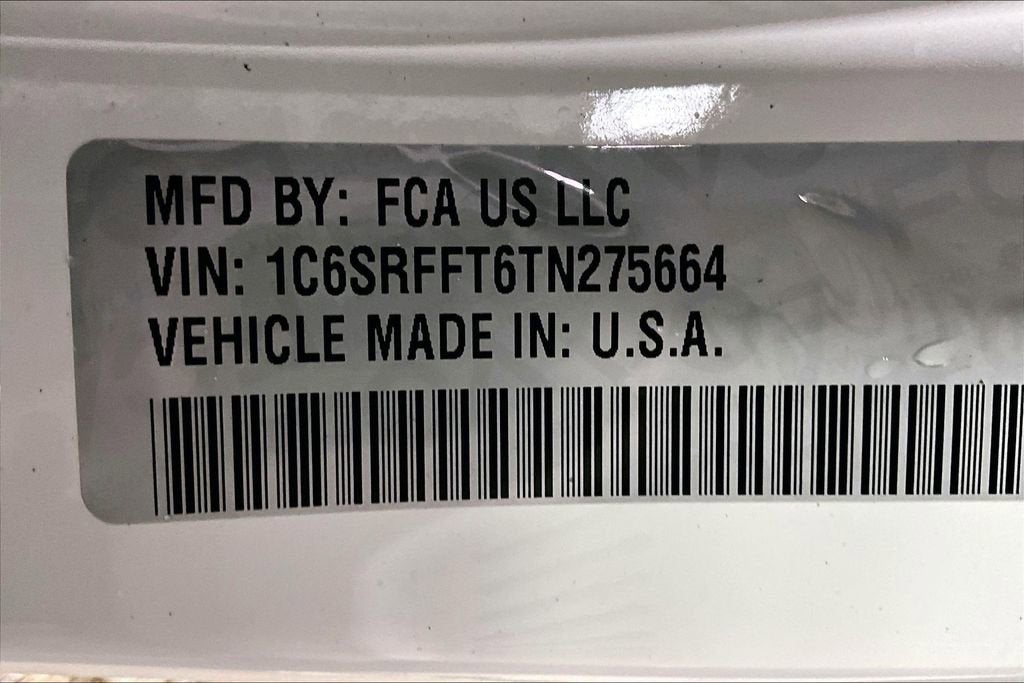 MFD BY: FCA US LLC
VIN: 1C6SRFFT6TN275664
VEHICLE MADE IN: U.S.A.